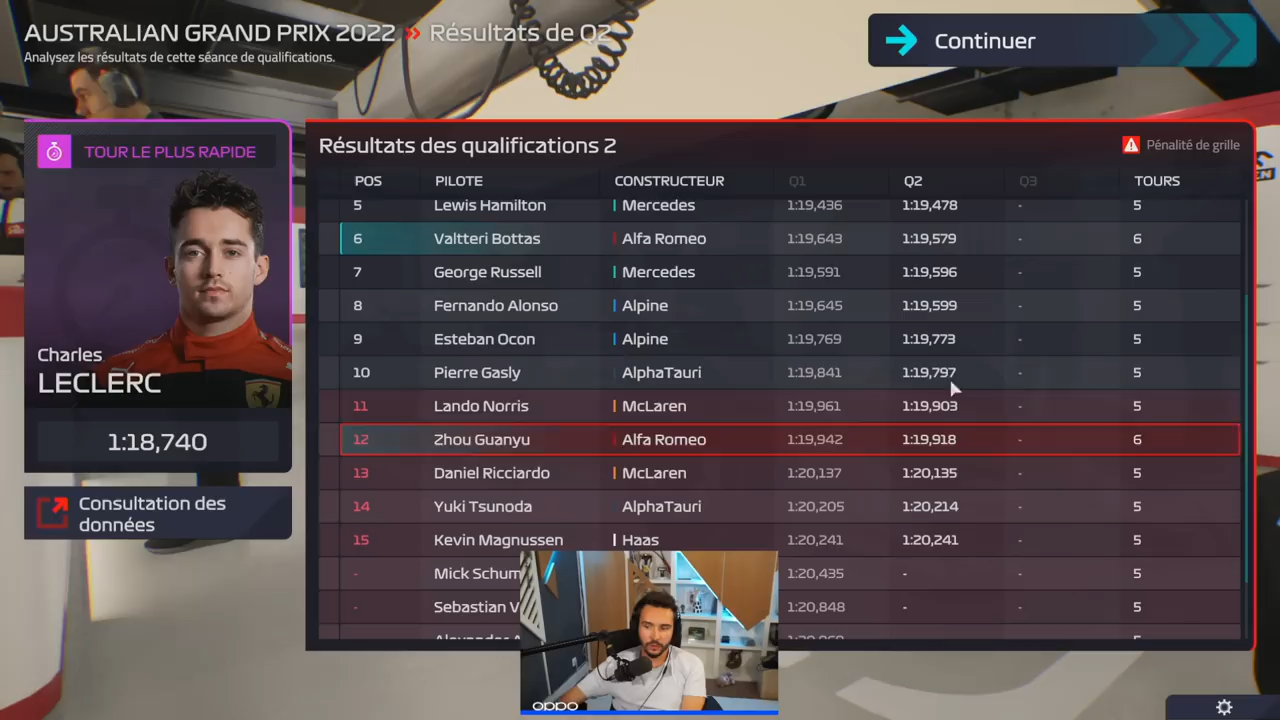 AUSTRALIAN GRAND PRIX 2022 » Résultats de Q2
Analysez les résultats de cette séance de qualifications.
Continuer
TOUR LE PLUS RAPIDE
Charles
LECLERC
1:18,740
Consultation des
données
Résultats des qualifications 2
Pénalité de grille
POS PILOTE CONSTRUCTEUR Q1 Q2 Q3 TOURS
5 Lewis Hamilton Mercedes 1:19,436 1:19,478 - 5
6 Valtteri Bottas Alfa Romeo 1:19,643 1:19,579 - 6
7 George Russell Mercedes 1:19,591 1:19,596 - 5
8 Fernando Alonso Alpine 1:19,645 1:19,599 - 5
9 Esteban Ocon Alpine 1:19,769 1:19,773 - 5
10 Pierre Gasly AlphaTauri 1:19,841 1:19,797 - 5
11 Lando Norris McLaren 1:19,961 1:19,903 - 5
12 Zhou Guanyu Alfa Romeo 1:19,942 1:19,918 - 6
13 Daniel Ricciardo McLaren 1:20,137 1:20,135 - 5
14 Yuki Tsunoda AlphaTauri 1:20,205 1:20,214 - 5
15 Kevin Magnussen Haas 1:20,241 1:20,241 - 5
- Mick Schum 1:20,435 - - 5
- Sebastian V 1:20,848 - - 5
oppo